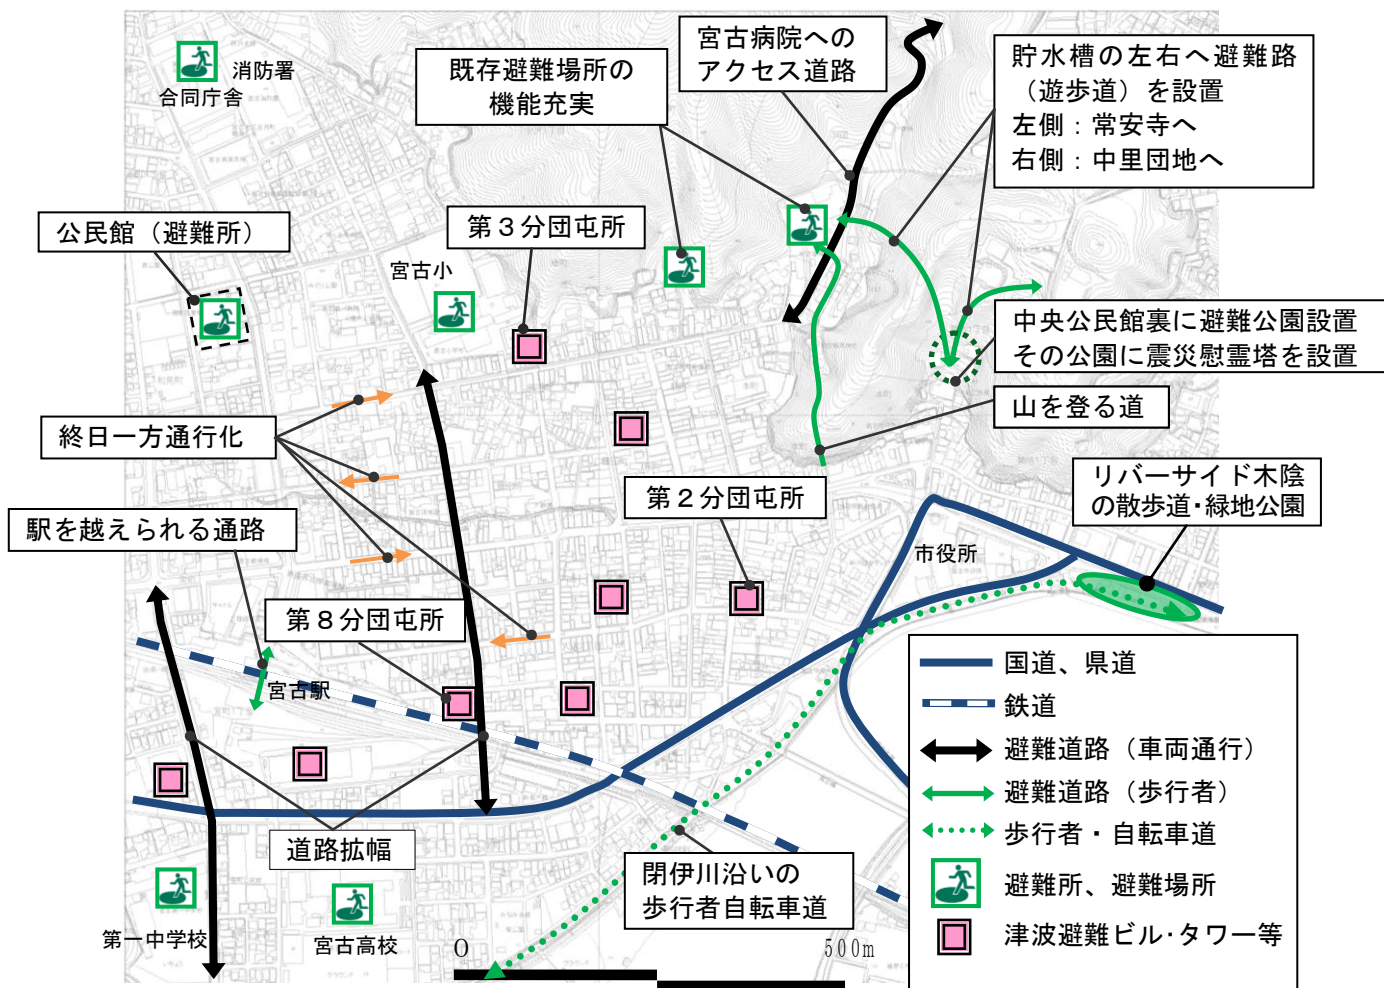 宮古病院への
アクセス道路
貯水槽の左右へ避難路
（遊歩道）を設置
左側：常安寺へ
右側：中里団地へ
既存避難場所の
機能充実
消防署
合同庁舎
公民館（避難所）
第３分団屯所
宮古小
中央公民館裏に避難公園設置
その公園に震災慰霊塔を設置
山を登る道
終日一方通行化
リバーサイド木陰
の散歩道・緑地公園
第２分団屯所
駅を越えられる通路
市役所
第８分団屯所
宮古駅
道路拡幅
閉伊川沿いの
歩行者自転車道
第一中学校
宮古高校
0
500m
国道、県道
鉄道
避難道路（車両通行）
避難道路（歩行者）
歩行者・自転車道
避難所、避難場所
津波避難ビル・タワー等